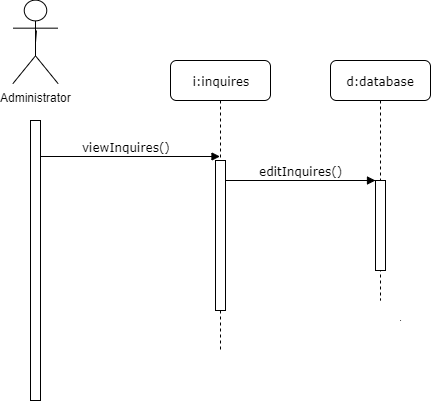 i:inquires
d:database
Administrator
viewInquires()
editInquires()